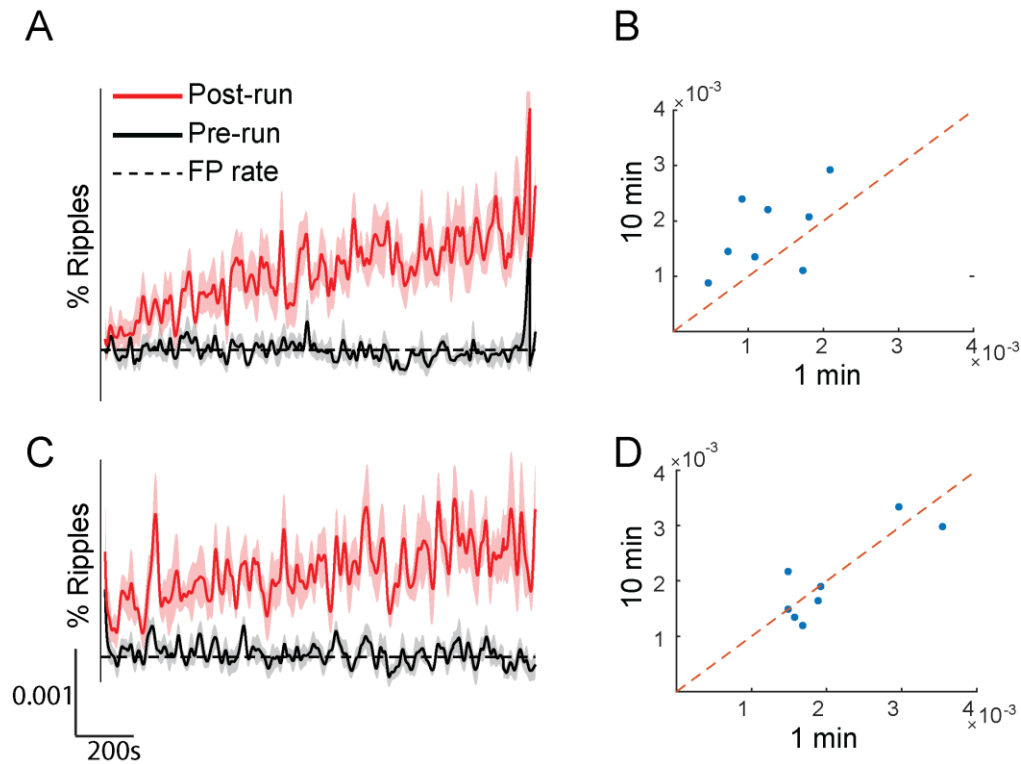 A
Post-run
Pre-run
FP rate
% Ripples
B
4 ×10⁻³
3
2
1
10 min
1 2 3 4 ×10⁻³
1 min
C
% Ripples
0.001
200s
D
4 ×10⁻³
3
2
1
10 min
1 2 3 4 ×10⁻³
1 min